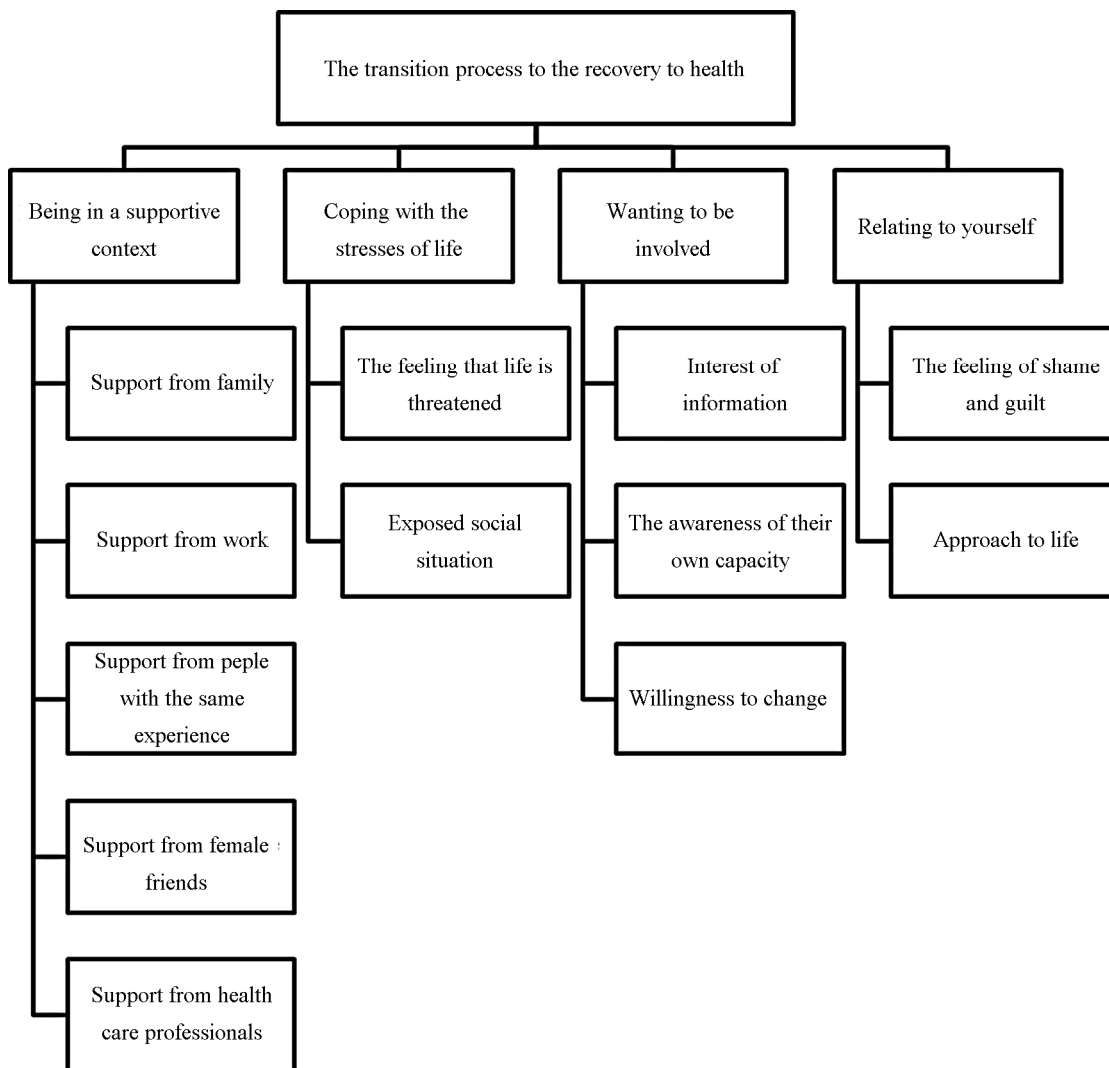 The transition process to the recovery to health
Being in a supportive
context
Coping with the
stresses of life
Wanting to be
involved
Relating to yourself
Support from family
The feeling that life is
threatened
Interest of
information
The feeling of shame
and guilt
Support from work
Exposed social
situation
The awareness of their
own capacity
Approach to life
Support from peple
with the same
experience
Willingness to change
Support from female
friends
Support from health
care professionals